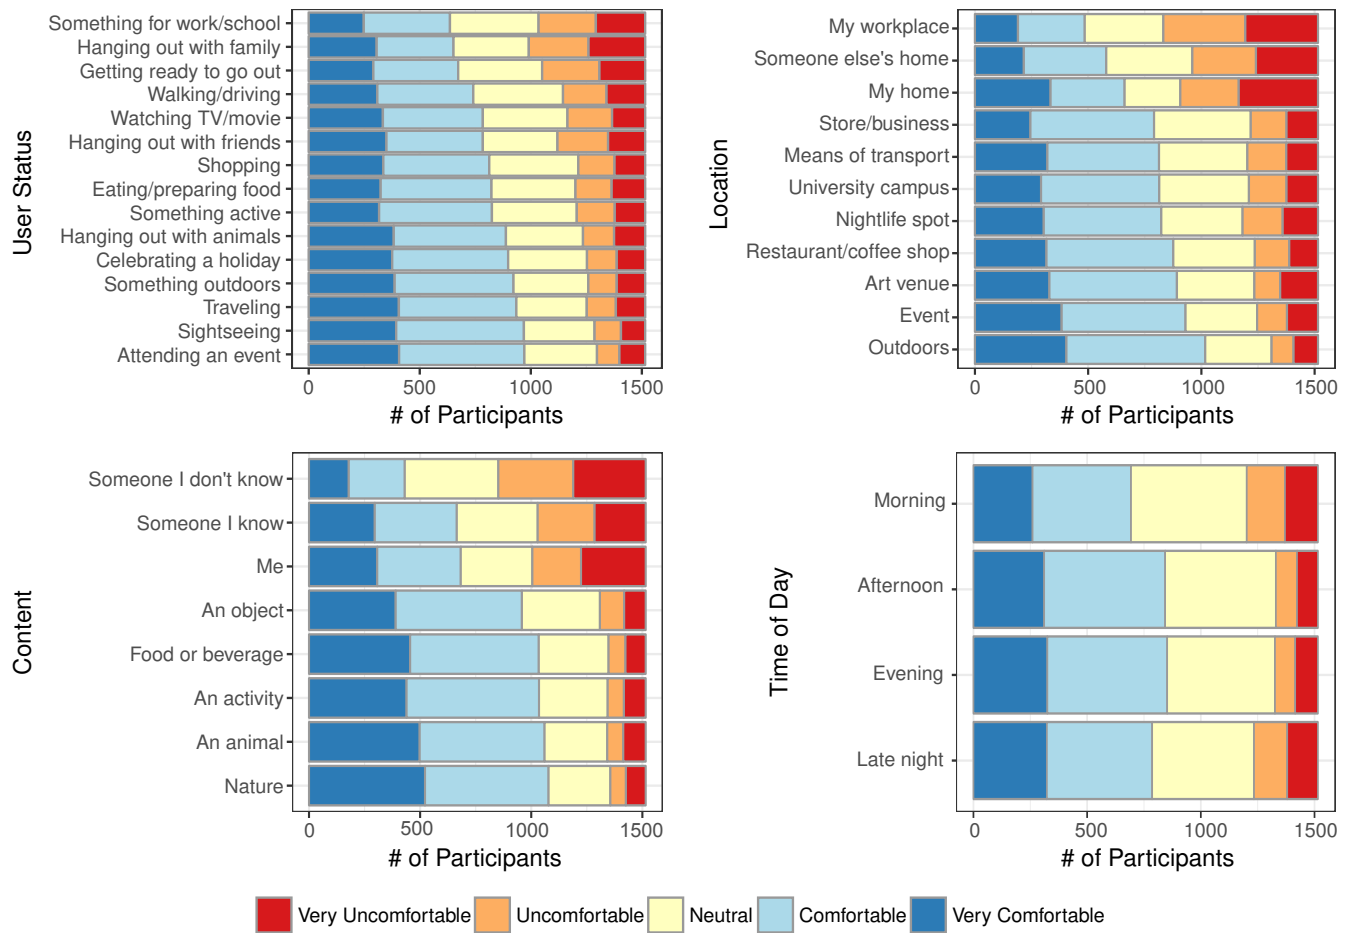 User Status
Something for work/school
Hanging out with family
Getting ready to go out
Walking/driving
Watching TV/movie
Hanging out with friends
Shopping
Eating/preparing food
Something active
Hanging out with animals
Celebrating a holiday
Something outdoors
Traveling
Sightseeing
Attending an event
0 500 1000 1500
# of Participants
Location
My workplace
Someone else's home
My home
Store/business
Means of transport
University campus
Nightlife spot
Restaurant/coffee shop
Art venue
Event
Outdoors
0 500 1000 1500
# of Participants
Content
Someone I don't know
Someone I know
Me
An object
Food or beverage
An activity
An animal
Nature
0 500 1000 1500
# of Participants
Time of Day
Morning
Afternoon
Evening
Late night
0 500 1000 1500
# of Participants
Very Uncomfortable Uncomfortable Neutral Comfortable Very Comfortable